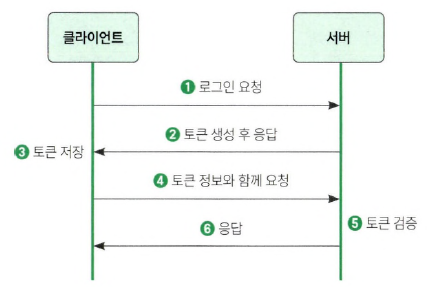 클라이언트
서버
❶ 로그인 요청
❷ 토큰 생성 후 응답
❸ 토큰 저장
❹ 토큰 정보와 함께 요청
❺ 토큰 검증
❻ 응답